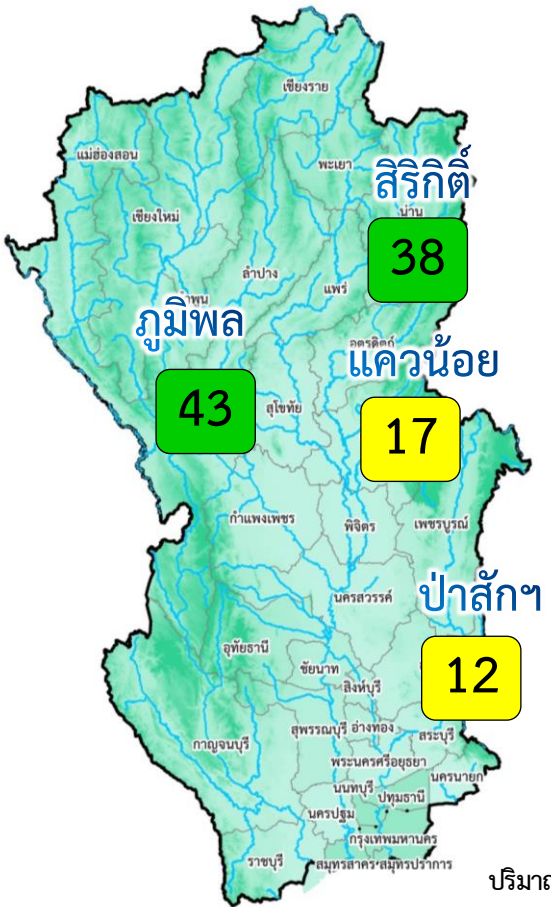 เชียงราย
แม่ฮ่องสอน
พะเยา
สิริกิติ์
น่าน
เชียงใหม่
38
ลำปาง
แพร่
ภูมิพล
แควน้อย
43
สุโขทัย
17
กำแพงเพชร
พิจิตร
เพชรบูรณ์
นครสวรรค์
ป่าสักฯ
อุทัยธานี
ชัยนาท
12
สิงห์บุรี
สุพรรณบุรี อ่างทอง
สระบุรี
กาญจนบุรี
พระนครศรีอยุธยา
นครนายก
นนทบุรี
ปทุมธานี
นครปฐม
กรุงเทพมหานคร
ราชบุรี
สมุทรสาคร สมุทรปราการ